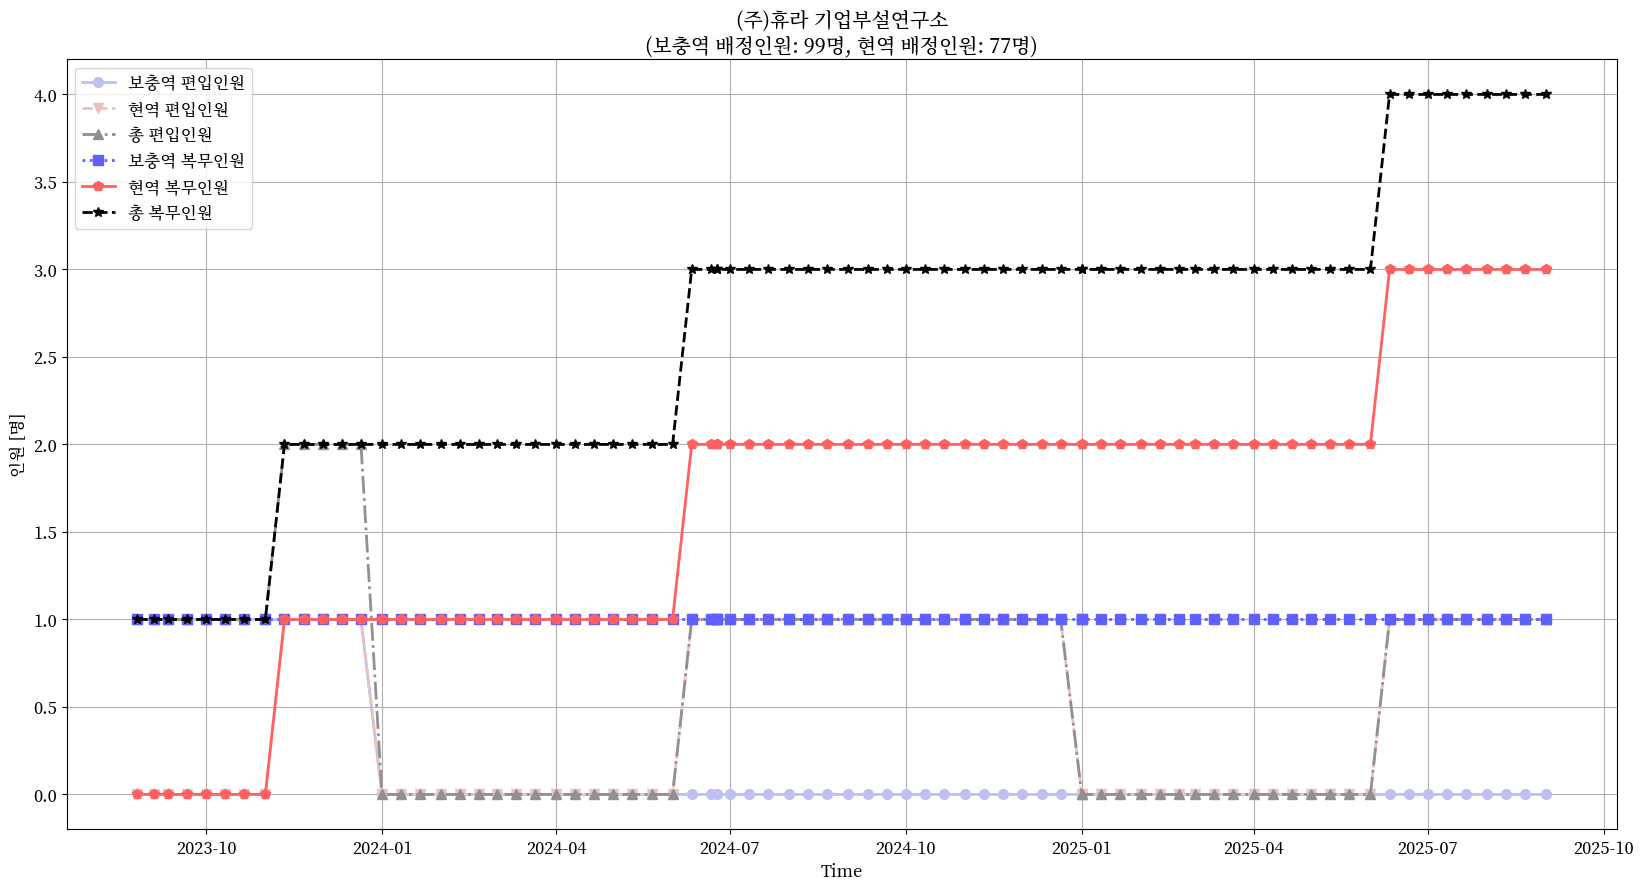 (주)휴라 기업부설연구소
(보충역 배정인원: 99명, 현역 배정인원: 77명)
보충역 편입인원
현역 편입인원
총 편입인원
보충역 복무인원
현역 복무인원
총 복무인원
4.0
3.5
3.0
2.5
2.0
1.5
1.0
0.5
0.0
인원 [명]
2023-10
2024-01
2024-04
2024-07
2024-10
2025-01
2025-04
2025-07
2025-10
Time